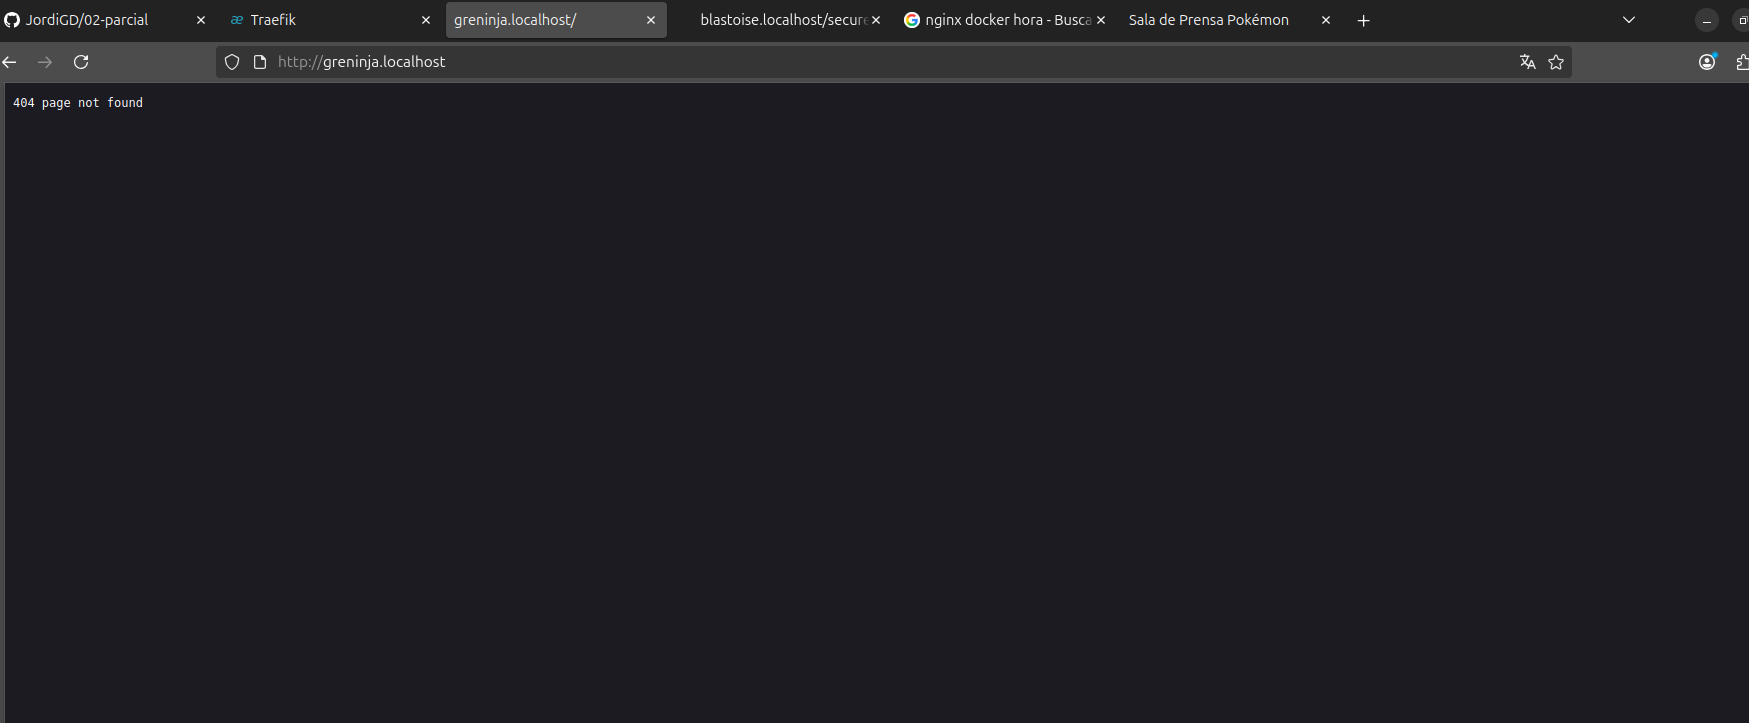 JordiGD/02-parcial
Traefik
greninja.localhost/
blastoise.localhost/secure
nginx docker hora - Busca
Sala de Prensa Pokémon
http://greninja.localhost
404 page not found